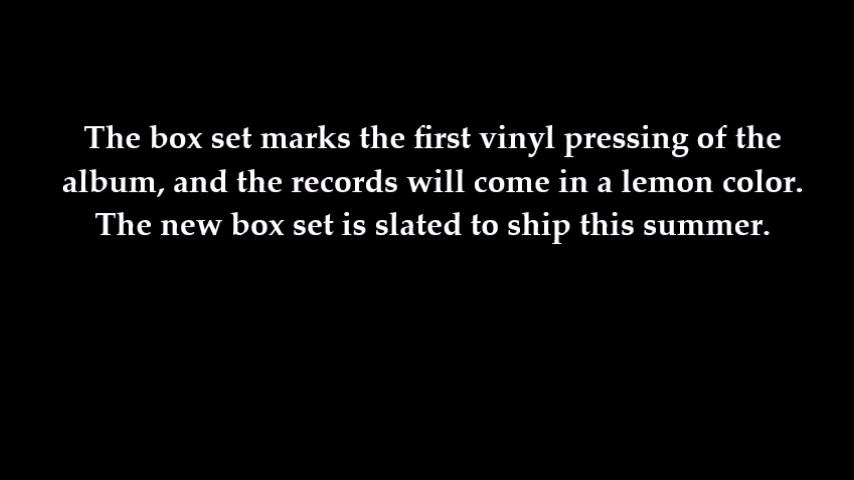 The box set marks the first vinyl pressing of the
album, and the records will come in a lemon color.
The new box set is slated to ship this summer.